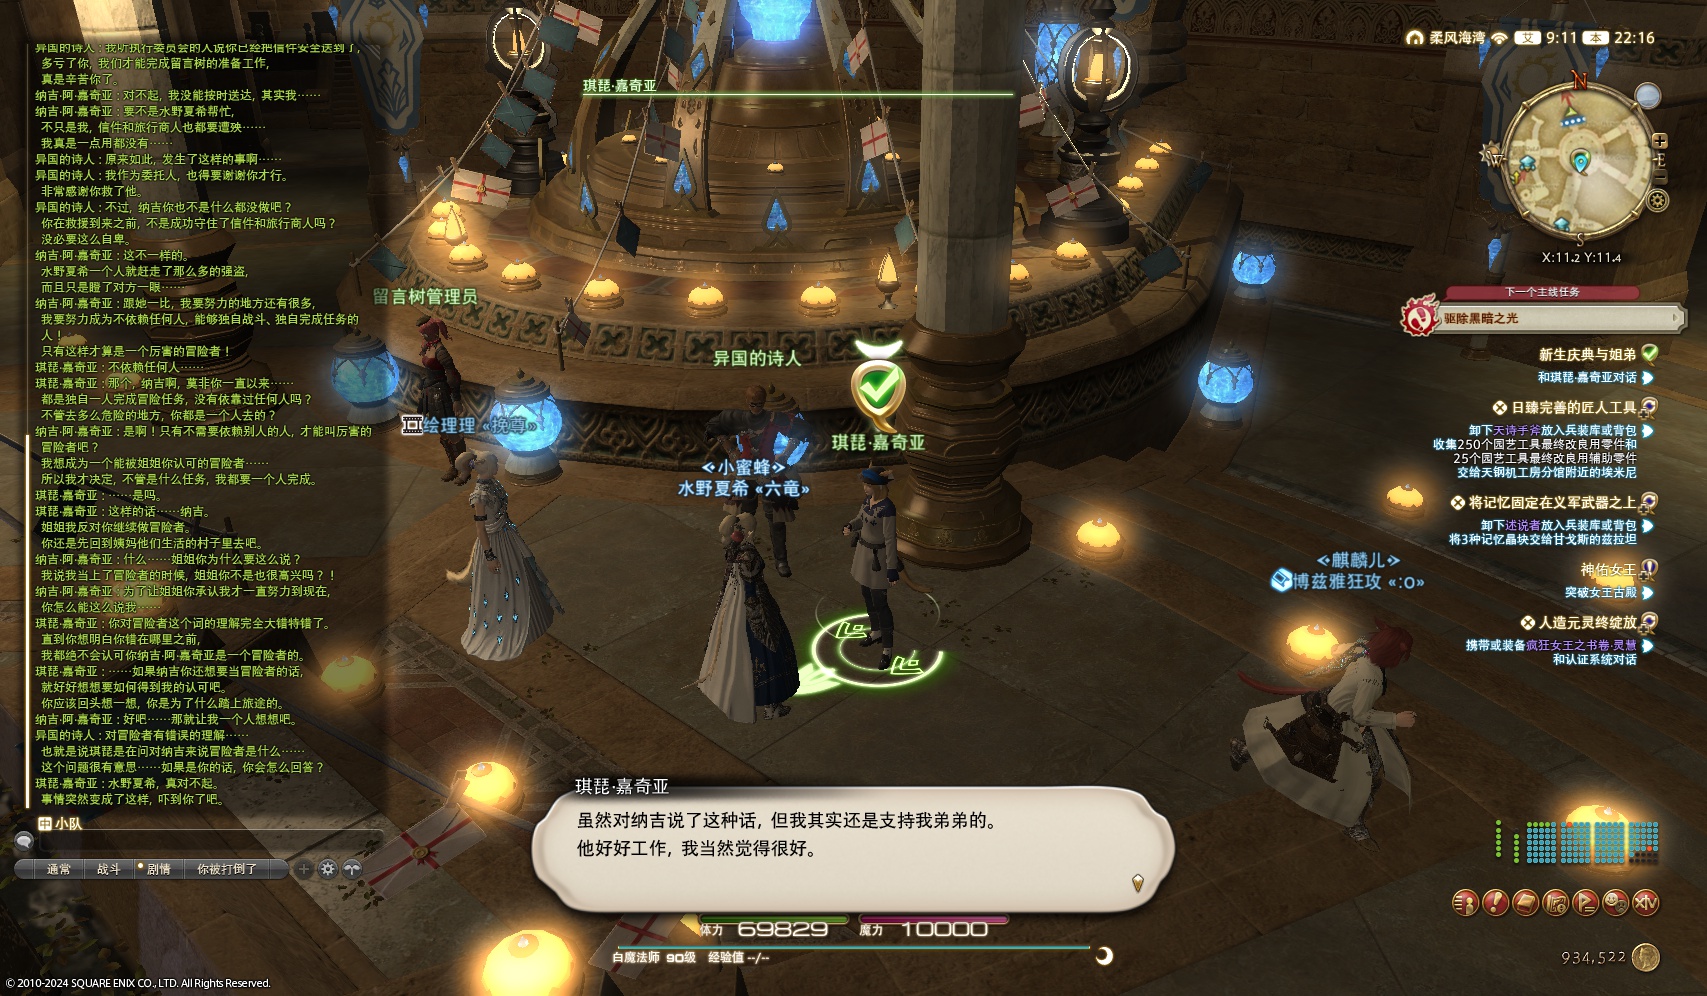 异国的诗人：我听执行委员会的人说你已经把信件安全送到了，
多亏了你，我们才能完成留言树的准备工作，
真是辛苦你了。
纳吉·阿·嘉奇亚：对不起，我没能按时送达，其实我……
纳吉·阿·嘉奇亚：要不是水野夏希帮忙，
不只是我，信件和旅行商人也都要遭殃……
我真是一点用都没有……
异国的诗人：原来如此，发生了这样的事啊……
异国的诗人：我作为委托人，也得要谢谢你才行。
非常感谢你救了他。
异国的诗人：不过，纳吉你也不是什么都没做吧？
你在救援到来之前，不是成功守住了信件和旅行商人吗？
没必要这么自卑。
纳吉·阿·嘉奇亚：这不一样的。
水野夏希一个人就赶走了那么多的强盗，
而且只是瞪了对方一眼……
纳吉·阿·嘉奇亚：跟她一比，我要努力的地方还有很多，
我要努力成为不依赖任何人，能够独自战斗、独自完成任务的
人！
只有这样才算是一个厉害的冒险者！
琪琵·嘉奇亚：不依赖任何人……
琪琵·嘉奇亚：那个，纳吉啊，莫非你一直以来……
都是独自一人完成冒险任务，没有依靠过任何人吗？
不管去多么危险的地方，你都是一个人去的？
纳吉·阿·嘉奇亚：是啊！只有不需要依赖别人的人，才能叫厉害的
冒险者吧？
我想成为一个能被姐姐你认可的冒险者……
所以我才决定，不管是什么任务，我都要一个人完成。
琪琵·嘉奇亚：……是吗。
琪琵·嘉奇亚：这样的话……纳吉。
姐姐我反对你继续做冒险者。
你还是先回到姨妈他们生活的村子里去吧。
纳吉·阿·嘉奇亚：什么……姐姐你为什么要这么说？
我说我当上了冒险者的时候，姐姐你不是也很高兴吗？！
纳吉·阿·嘉奇亚：为了让姐姐你承认我才一直努力到现在，
你怎么能这么说我……
琪琵·嘉奇亚：你对冒险者这个词的理解完全大错特错了。
直到你想明白你错在哪里之前，
我都绝不会认可你纳吉·阿·嘉奇亚是一个冒险者的。
琪琵·嘉奇亚：……如果纳吉你还想要当冒险者的话，
就好好想想要如何得到我的认可吧。
你应该回头想一想，你是为了什么踏上旅途的。
纳吉·阿·嘉奇亚：好吧……那就让我一个人想想吧。
异国的诗人：对冒险者有错误的理解……
也就是说琪琵是在问对纳吉来说冒险者是什么……
这个问题很有意思……如果是你的话，你会怎么回答？
琪琵·嘉奇亚：水野夏希，真对不起。
事情突然变成了这样，吓到你了吧。
小队
通常 战斗 剧情 你被打倒了
琪琵·嘉奇亚
留言树管理员
异国的诗人
绘理理 «挽尊»
琪琵·嘉奇亚
小蜜蜂
水野夏希 «六竜»
麒麟儿
博兹雅狂攻 «:o»
琪琵·嘉奇亚
虽然对纳吉说了这种话，但我其实还是支持我弟弟的。
他好好工作，我当然觉得很好。
体力 69829 魔力 10000
白魔法师 90级 经验值 --/--
柔风海湾 艾 9:11 本 22:16
N
W
E
S
X:11.2 Y:11.4
下一个主线任务
驱除黑暗之光
新生庆典与姐弟
和琪琵·嘉奇亚对话
日臻完善的匠人工具
卸下天诗手斧放入兵装库或背包
收集250个园艺工具最终改良用零件和
25个园艺工具最终改良用辅助零件
交给天钢机工房分馆附近的埃米尼
将记忆固定在义军武器之上
卸下述说者放入兵装库或背包
将3种记忆晶块交给甘戈斯的兹拉坦
神佑女王
突破女王古殿
人造元灵终绽放
携带或装备疯狂女王之书卷·灵慧
和认证系统对话
XIV
934,522
© 2010-2024 SQUARE ENIX CO., LTD. All Rights Reserved.